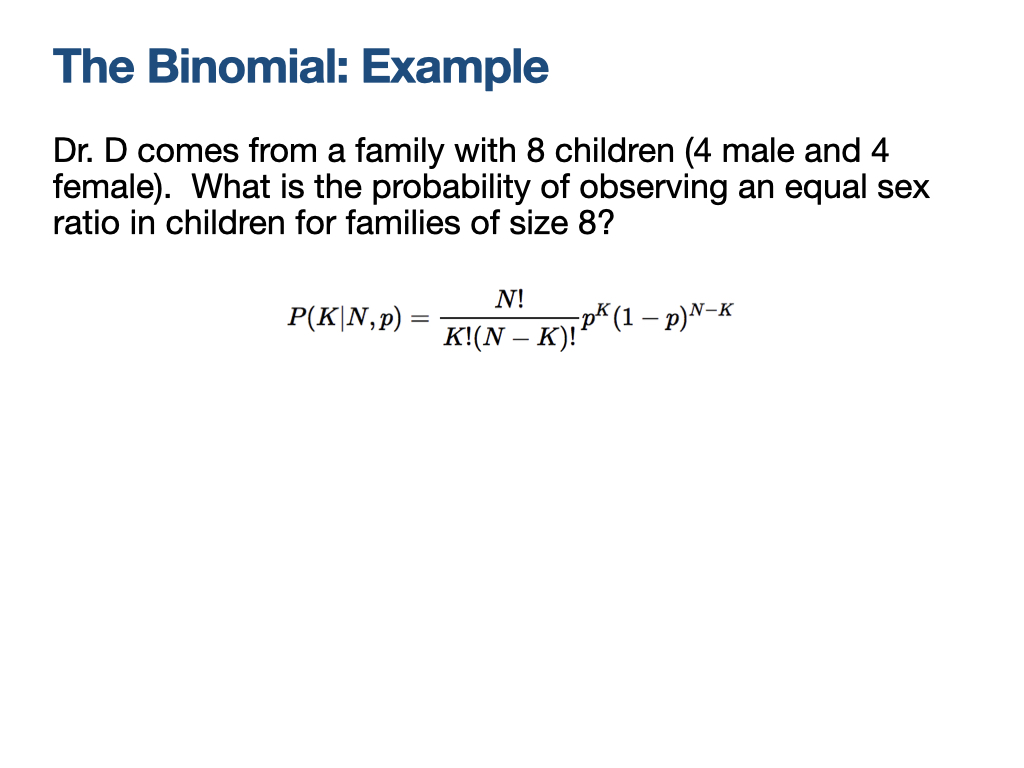 The Binomial: Example
Dr. D comes from a family with 8 children (4 male and 4
female).  What is the probability of observing an equal sex
ratio in children for families of size 8?
P(K|N, p) = \frac{N!}{K!(N − K)!} p^K (1 − p)^{N−K}